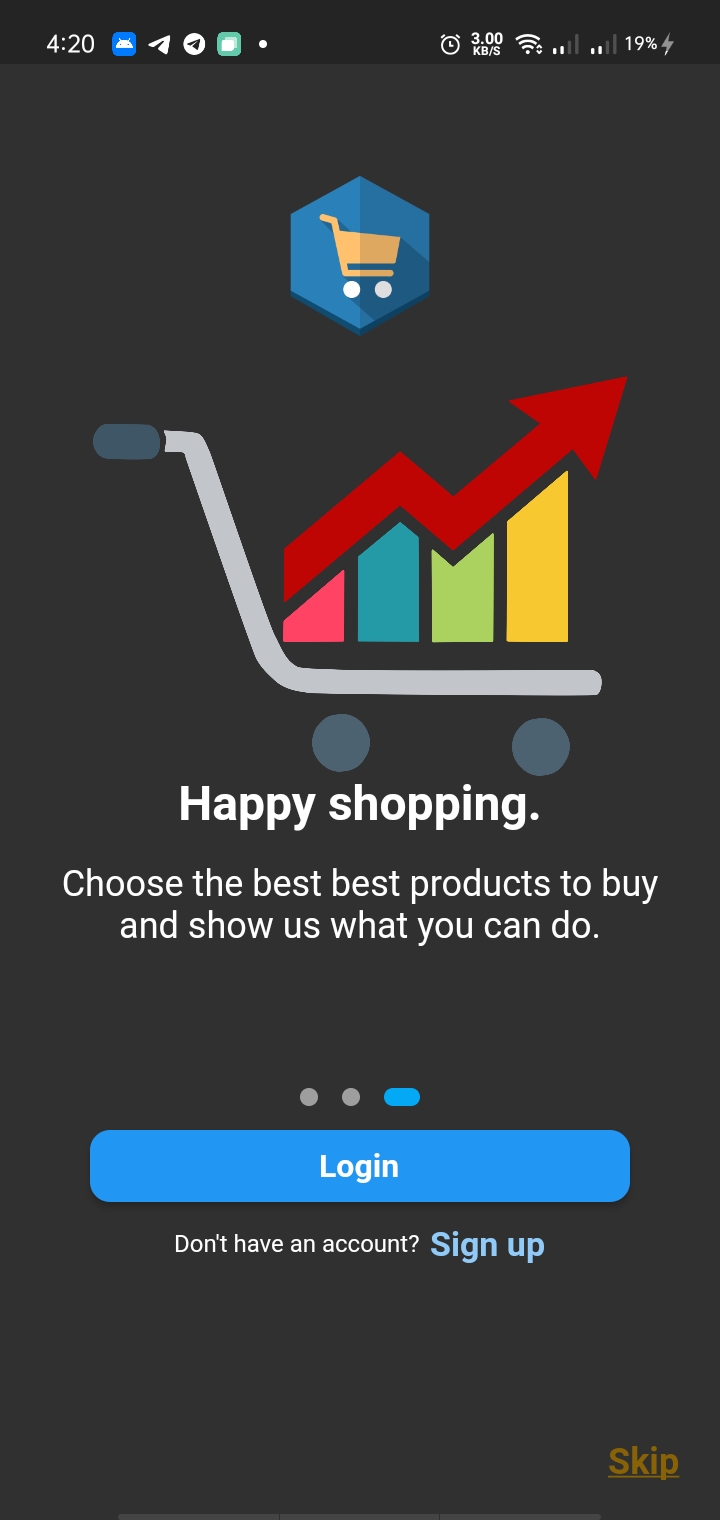 4:20 3.00 KB/S 19%
Happy shopping.
Choose the best best products to buy
and show us what you can do.
Login
Don't have an account? Sign up
Skip